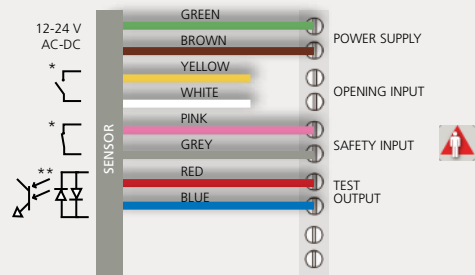 12-24 V
AC-DC
*
*
**
SENSOR
GREEN
BROWN
YELLOW
WHITE
PINK
GREY
RED
BLUE
POWER SUPPLY
OPENING INPUT
SAFETY INPUT
TEST
OUTPUT